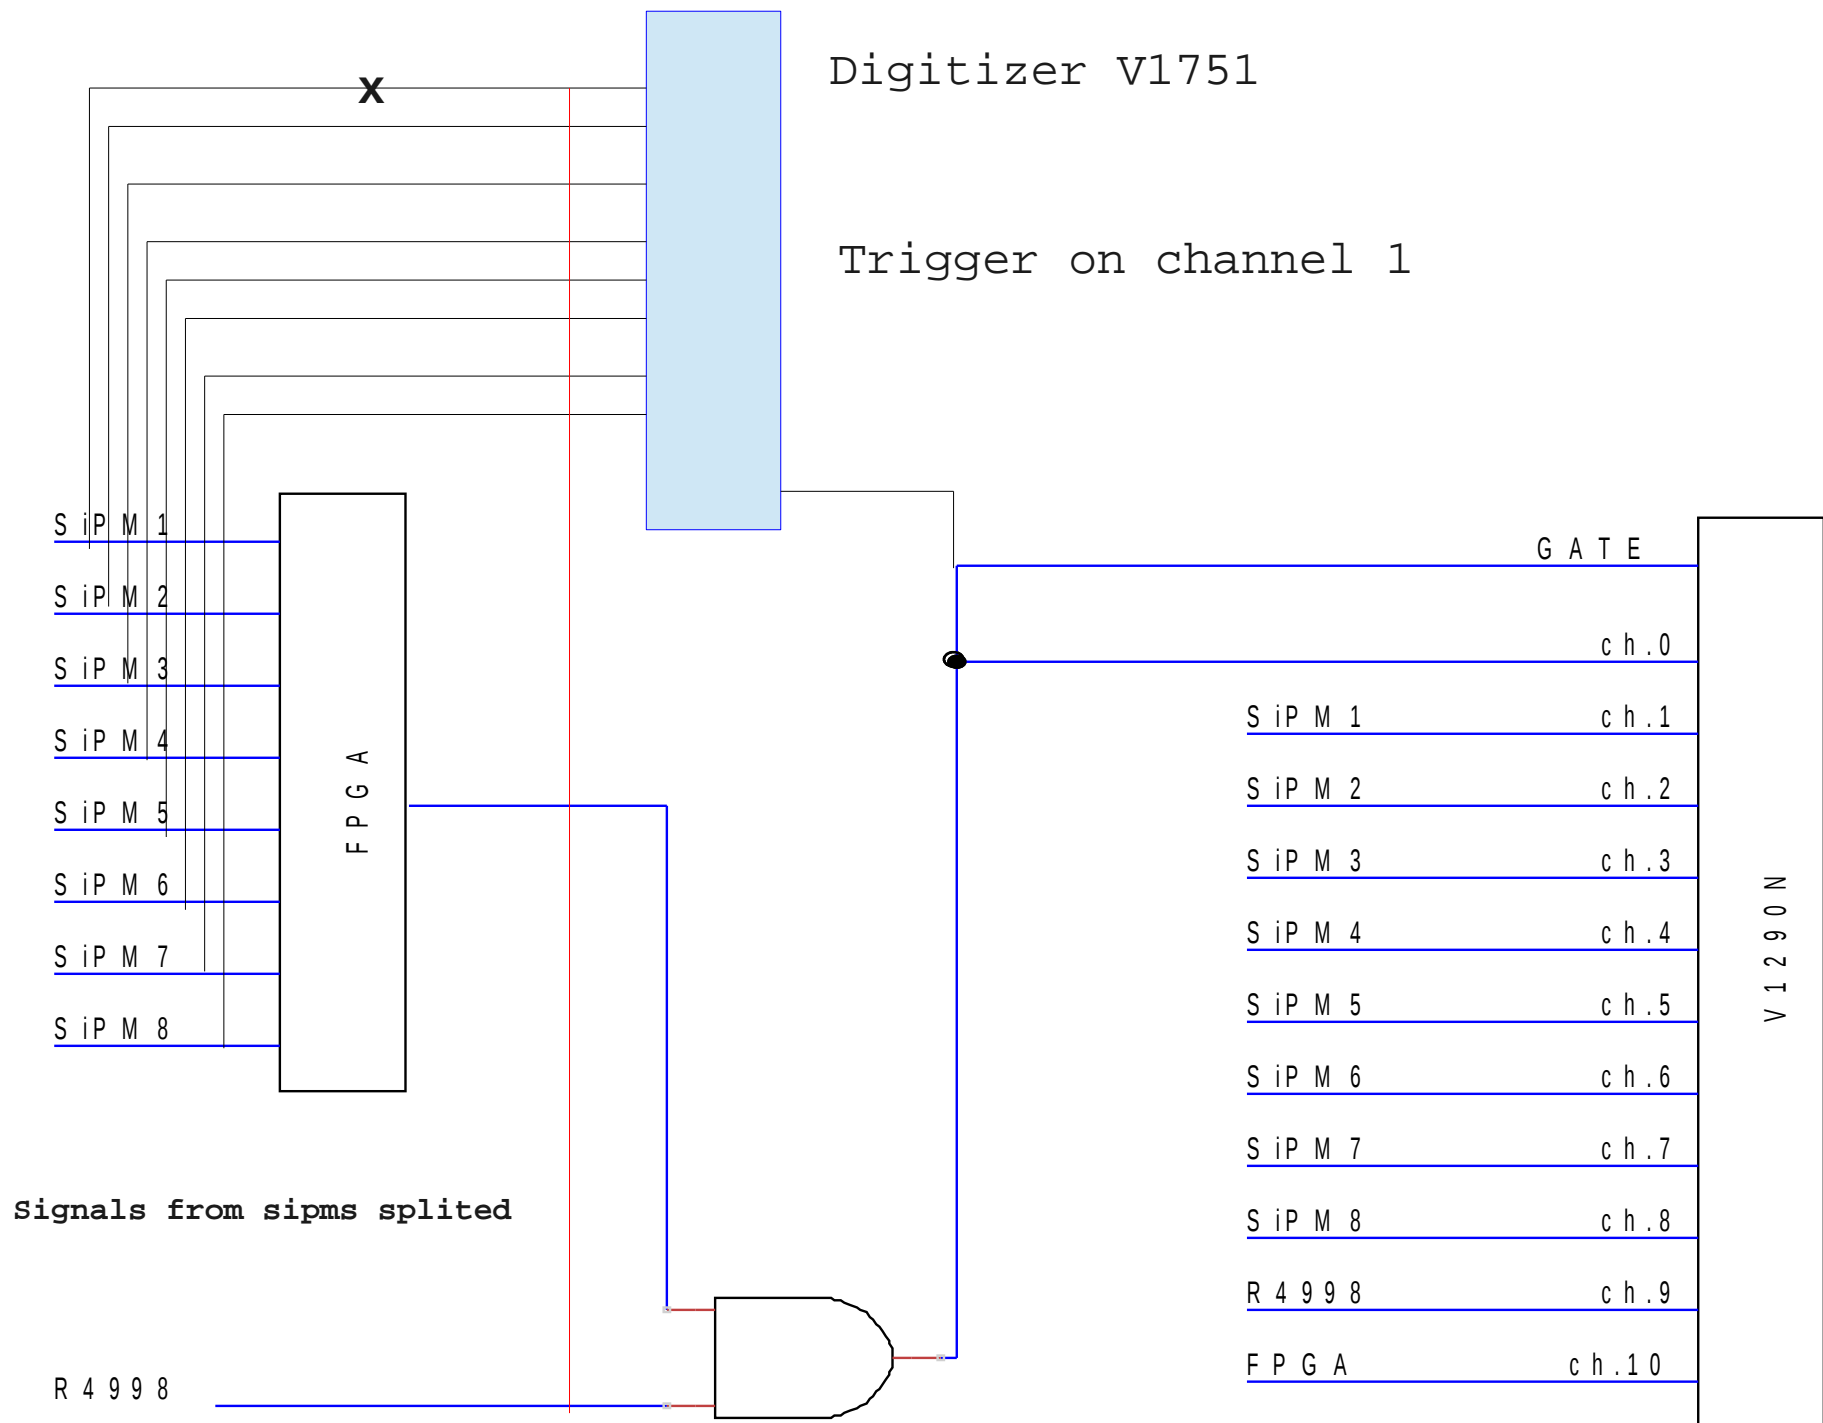 Digitizer V1751
X
Trigger on channel 1
SiPM 1
SiPM 2
SiPM 3
SiPM 4
SiPM 5
SiPM 6
SiPM 7
SiPM 8
FPGA
GATE
ch.0
SiPM 1 ch.1
SiPM 2 ch.2
SiPM 3 ch.3
SiPM 4 ch.4
SiPM 5 ch.5
SiPM 6 ch.6
SiPM 7 ch.7
SiPM 8 ch.8
R4998 ch.9
FPGA ch.10
V1290N
Signals from sipms splited
R4998